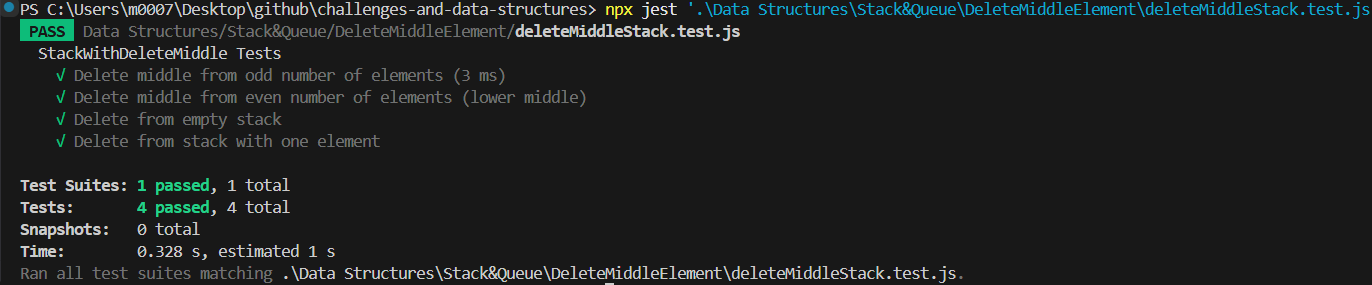 PS C:\Users\m0007\Desktop\github\challenges-and-data-structures> npx jest '.\Data Structures\Stack&Queue\DeleteMiddleElement\deleteMiddleStack.test.js
PASS Data Structures/Stack&Queue/DeleteMiddleElement/deleteMiddleStack.test.js
StackWithDeleteMiddle Tests
√ Delete middle from odd number of elements (3 ms)
√ Delete middle from even number of elements (lower middle)
√ Delete from empty stack
√ Delete from stack with one element
Test Suites: 1 passed, 1 total
Tests: 4 passed, 4 total
Snapshots: 0 total
Time: 0.328 s, estimated 1 s
Ran all test suites matching .\Data Structures\Stack&Queue\DeleteMiddleElement\deleteMiddleStack.test.js.